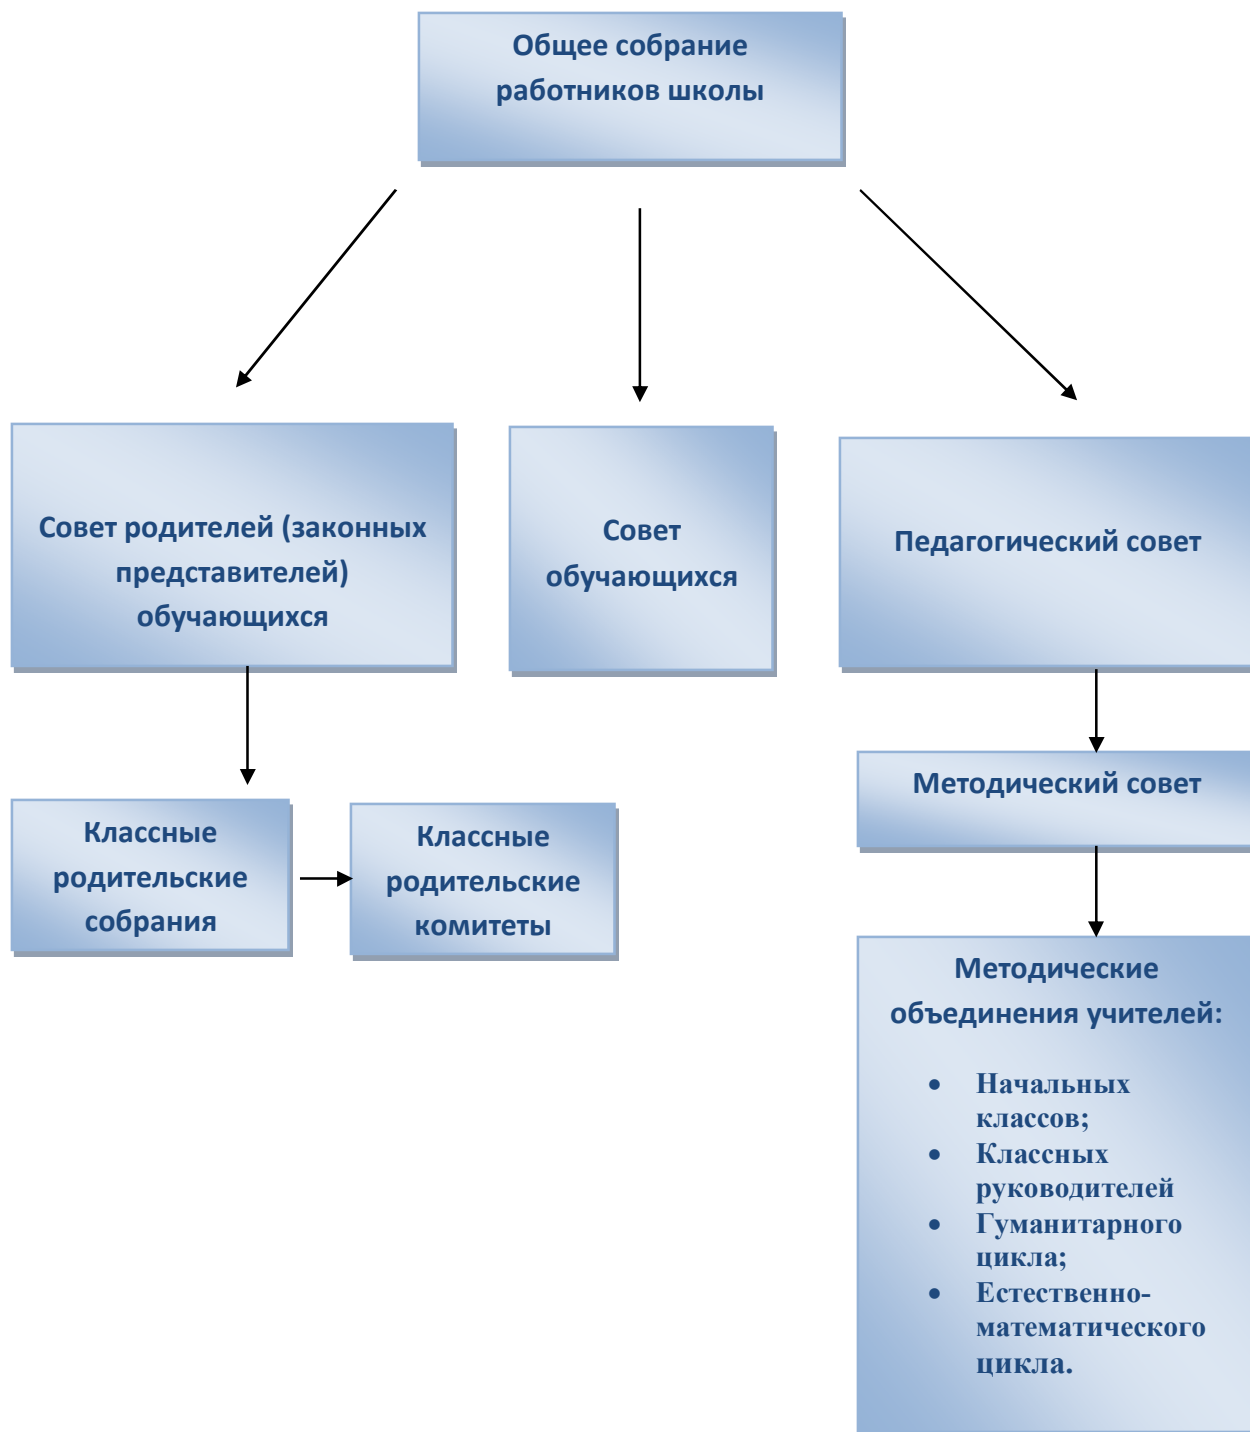 Общее собрание
работников школы
Совет родителей (законных
представителей)
обучающихся
Совет
обучающихся
Педагогический совет
Методический совет
Классные
родительские
собрания
Классные
родительские
комитеты
Методические
объединения учителей:
• Начальных
классов;
• Классных
руководителей
• Гуманитарного
цикла;
• Естественно-
математического
цикла.